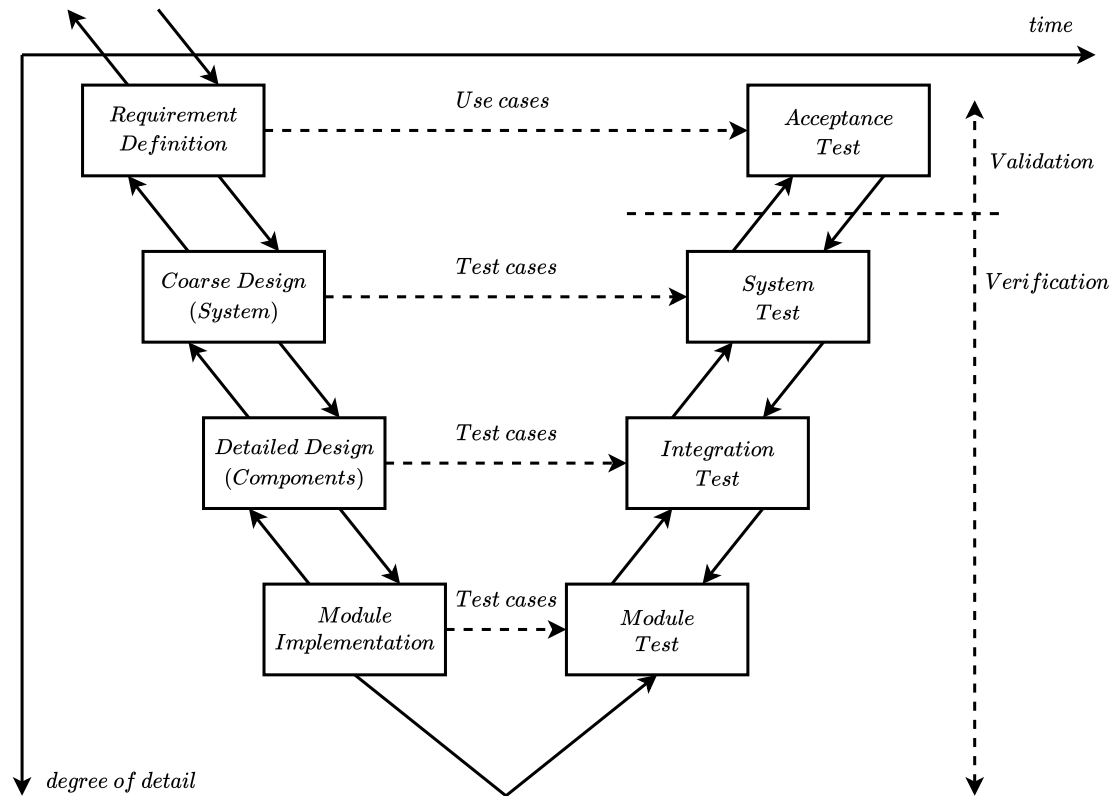 time
Requirement
Definition
Use cases
Acceptance
Test
Validation
Coarse Design
(System)
Test cases
System
Test
Verification
Detailed Design
(Components)
Test cases
Integration
Test
Module
Implementation
Test cases
Module
Test
degree of detail